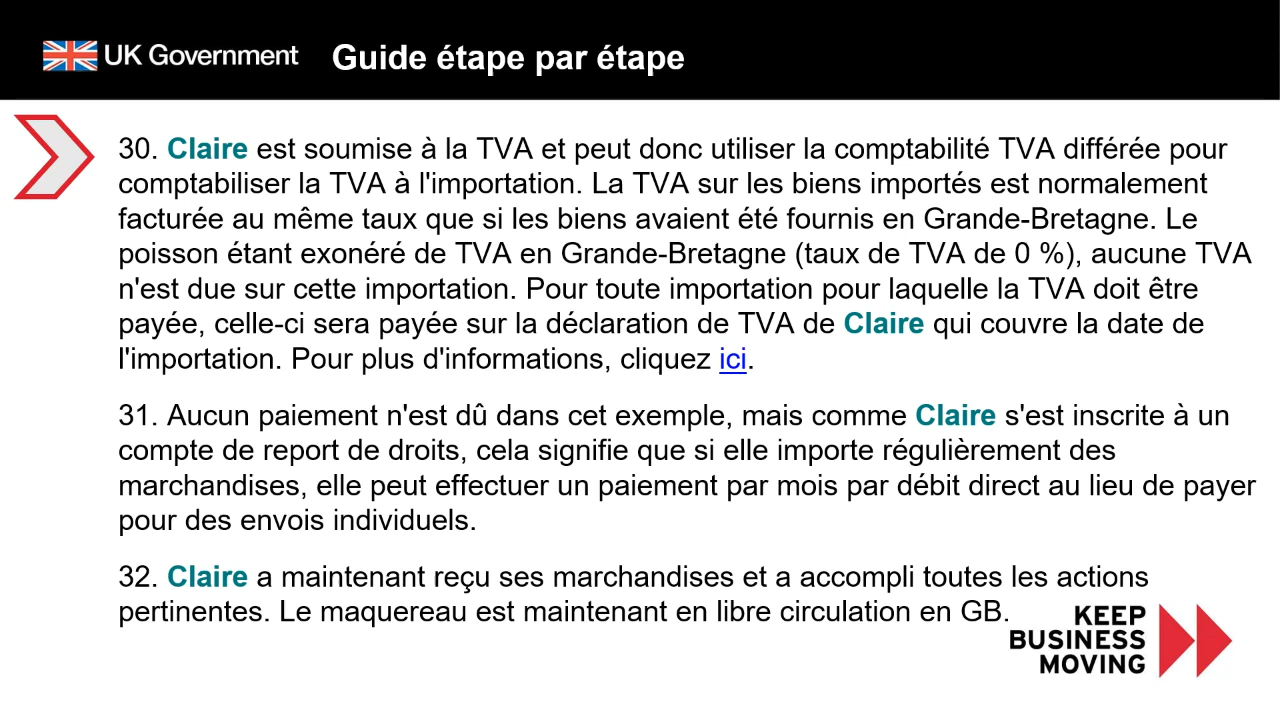 UK Government
Guide étape par étape
30. Claire est soumise à la TVA et peut donc utiliser la comptabilité TVA différée pour
comptabiliser la TVA à l'importation. La TVA sur les biens importés est normalement
facturée au même taux que si les biens avaient été fournis en Grande-Bretagne. Le
poisson étant exonéré de TVA en Grande-Bretagne (taux de TVA de 0 %), aucune TVA
n'est due sur cette importation. Pour toute importation pour laquelle la TVA doit être
payée, celle-ci sera payée sur la déclaration de TVA de Claire qui couvre la date de
l'importation. Pour plus d'informations, cliquez ici.
31. Aucun paiement n'est dû dans cet exemple, mais comme Claire s'est inscrite à un
compte de report de droits, cela signifie que si elle importe régulièrement des
marchandises, elle peut effectuer un paiement par mois par débit direct au lieu de payer
pour des envois individuels.
32. Claire a maintenant reçu ses marchandises et a accompli toutes les actions
pertinentes. Le maquereau est maintenant en libre circulation en GB.
KEEP
BUSINESS
MOVING